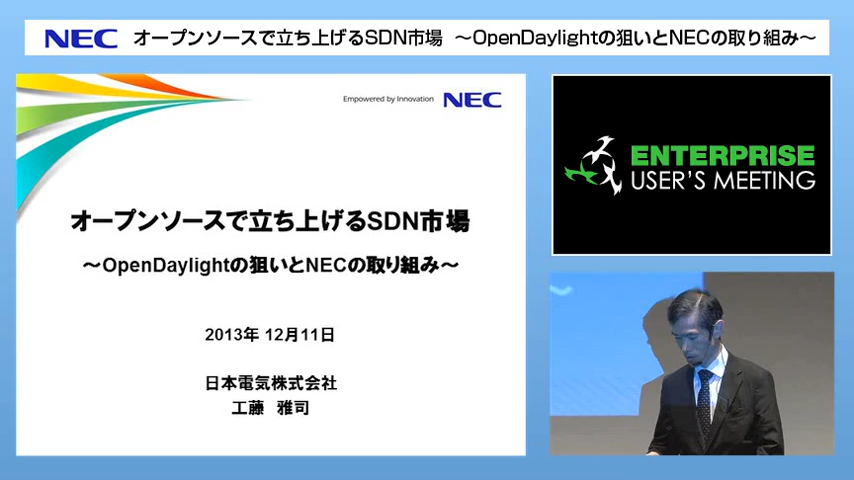 NEC オープンソースで立ち上げるSDN市場 ～OpenDaylightの狙いとNECの取り組み～
Empowered by Innovation NEC
オープンソースで立ち上げるSDN市場
～OpenDaylightの狙いとNECの取り組み～
2013年 12月11日
日本電気株式会社
工藤 雅司
ENTERPRISE
USER'S MEETING